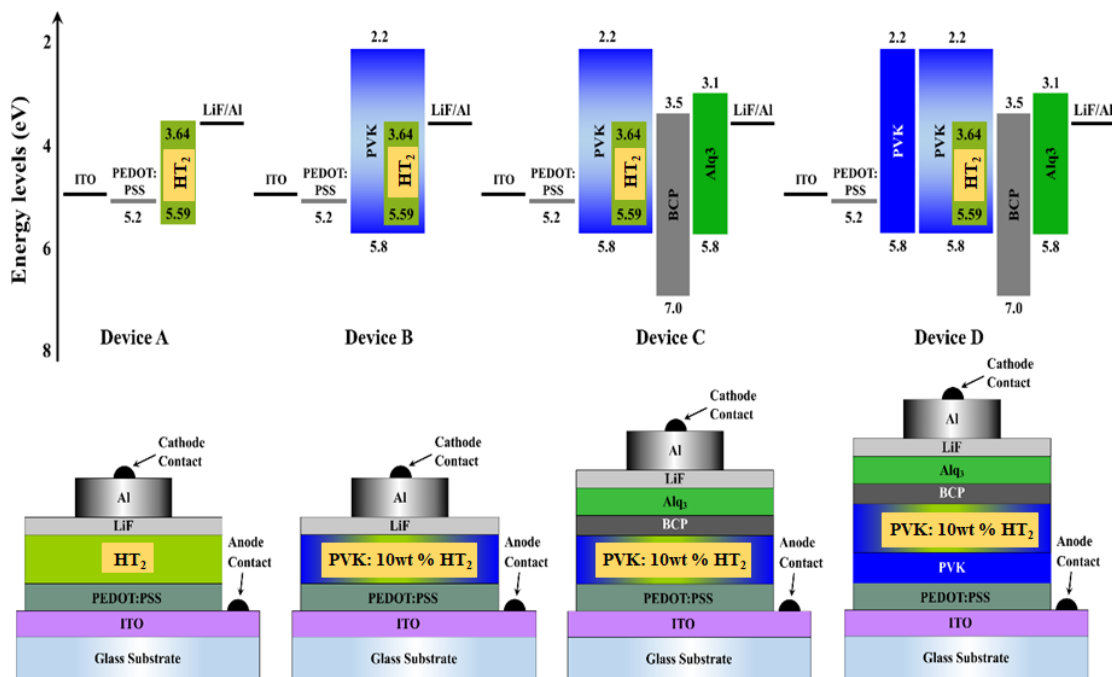 Energy levels (eV)
2
4
6
8
ITO
PEDOT:
PSS
5.2
3.64
HT₂
5.59
LiF/Al
Device A
ITO
PEDOT:
PSS
5.2
2.2
PVK
3.64
HT₂
5.59
5.8
LiF/Al
Device B
ITO
PEDOT:
PSS
5.2
2.2
PVK
3.64
HT₂
5.59
5.8
3.5
BCP
7.0
3.1
Alq3
5.8
LiF/Al
Device C
ITO
PEDOT:
PSS
5.2
2.2
PVK
5.8
2.2
PVK
3.64
HT₂
5.59
5.8
3.5
BCP
7.0
3.1
Alq3
5.8
LiF/Al
Device D
Cathode
Contact
Al
LiF
HT₂
PEDOT:PSS
Anode
Contact
ITO
Glass Substrate
Cathode
Contact
Al
LiF
PVK: 10wt % HT₂
PEDOT:PSS
Anode
Contact
ITO
Glass Substrate
Cathode
Contact
Al
LiF
Alq₃
BCP
PVK: 10wt % HT₂
PEDOT:PSS
Anode
Contact
ITO
Glass Substrate
Cathode
Contact
Al
LiF
Alq₃
BCP
PVK: 10wt % HT₂
PVK
PEDOT:PSS
Anode
Contact
ITO
Glass Substrate